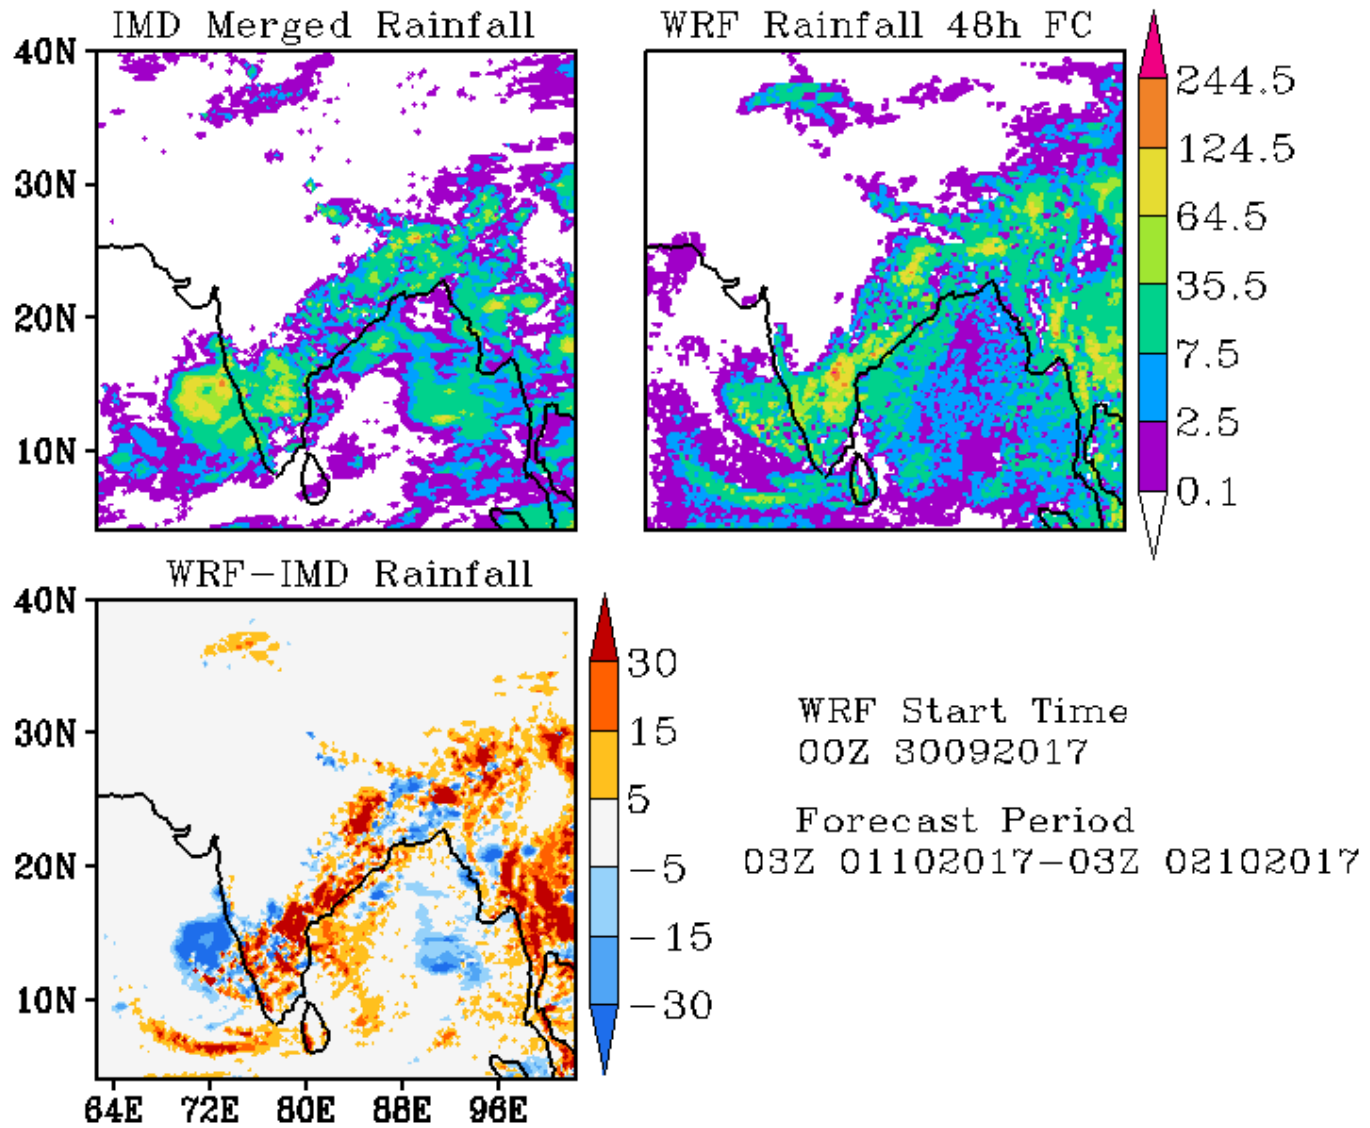 IMD Merged Rainfall
WRF Rainfall 48h FC
40N
30N
20N
10N
244.5
124.5
64.5
35.5
7.5
2.5
0.1
WRF-IMD Rainfall
40N
30N
20N
10N
64E 72E 80E 88E 96E
30
15
5
-5
-15
-30
WRF Start Time
00Z 30092017
Forecast Period
03Z 01102017-03Z 02102017